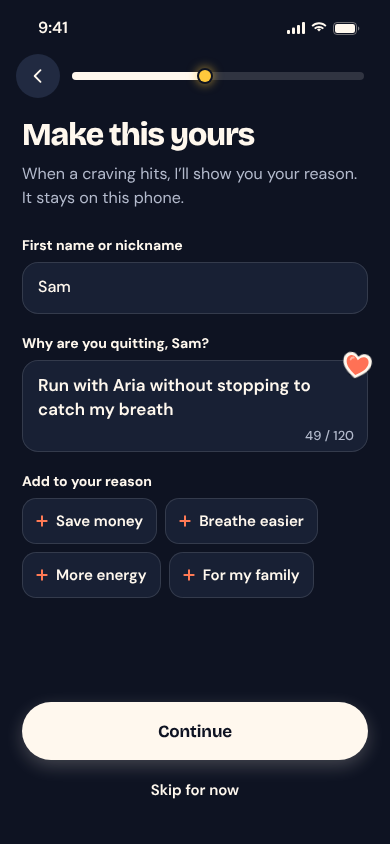 9:41
Make this yours
When a craving hits, I’ll show you your reason.
It stays on this phone.
First name or nickname
Sam
Why are you quitting, Sam?
Run with Aria without stopping to
catch my breath
49 / 120
Add to your reason
+ Save money
+ Breathe easier
+ More energy
+ For my family
Continue
Skip for now